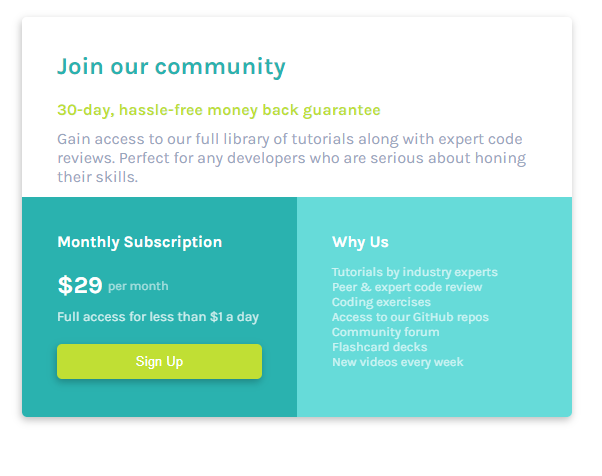 Join our community
30-day, hassle-free money back guarantee
Gain access to our full library of tutorials along with expert code
reviews. Perfect for any developers who are serious about honing
their skills.
Monthly Subscription
$29 per month
Full access for less than $1 a day
Sign Up
Why Us
Tutorials by industry experts
Peer & expert code review
Coding exercises
Access to our GitHub repos
Community forum
Flashcard decks
New videos every week